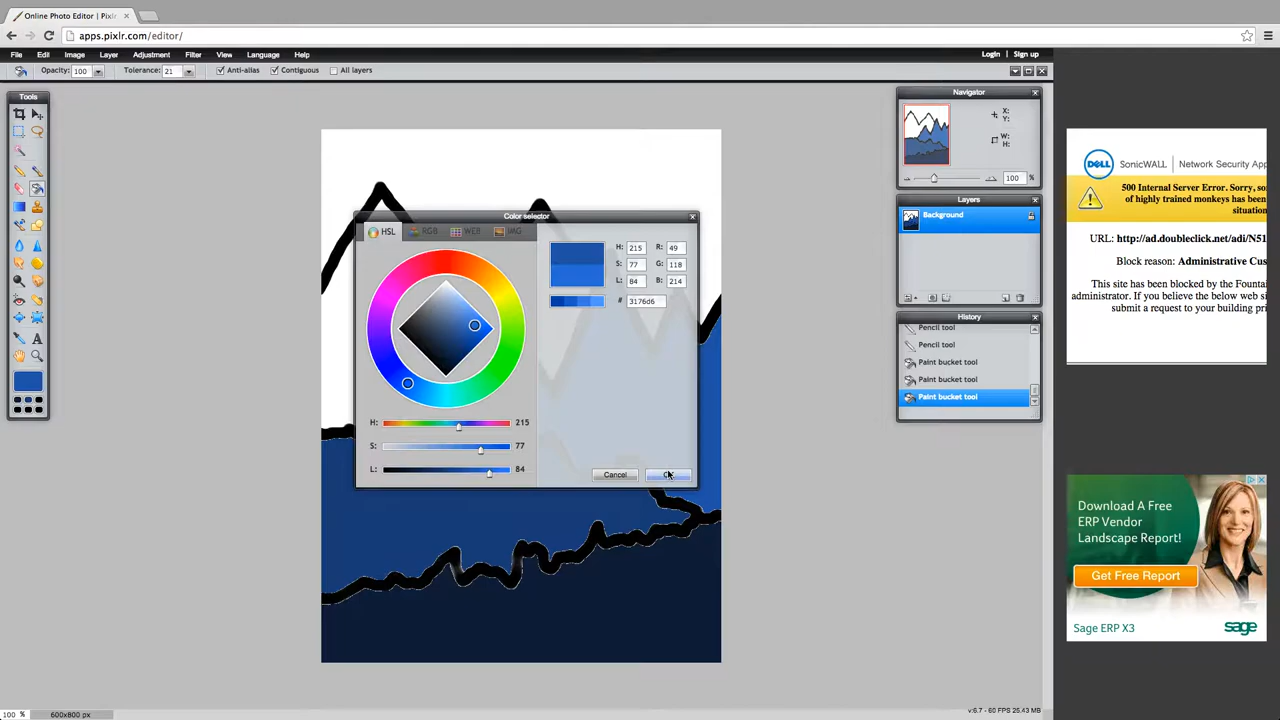 Online Photo Editor | Pixlr
apps.pixlr.com/editor/
File Edit Image Layer Adjustment Filter View Language Help Login | Sign up
Opacity: 100 Tolerance: 21 Anti-alias Contiguous All layers
Tools
Navigator
X:
Y:
W:
H:
100 %
Layers
Background
History
Pencil tool
Pencil tool
Paint bucket tool
Paint bucket tool
Paint bucket tool
Color selector
HSL RGB WEB IMG
H: 215 R: 49
S: 77 G: 118
L: 84 B: 214
# 3176d6
H: 215
S: 77
L: 84
Cancel
DELL SonicWALL | Network Security App
500 Internal Server Error. Sorry, so
of highly trained monkeys has been
situation
URL: http://ad.doubleclick.net/adi/N51
Block reason: Administrative Cus
This site has been blocked by the Fountai
administrator. If you believe the below web si
submit a request to your building pri
Download A Free
ERP Vendor
Landscape Report!
Get Free Report
Sage ERP X3 sage
100 % 600x800 px v:6.7 - 60 FPS 25.43 MB